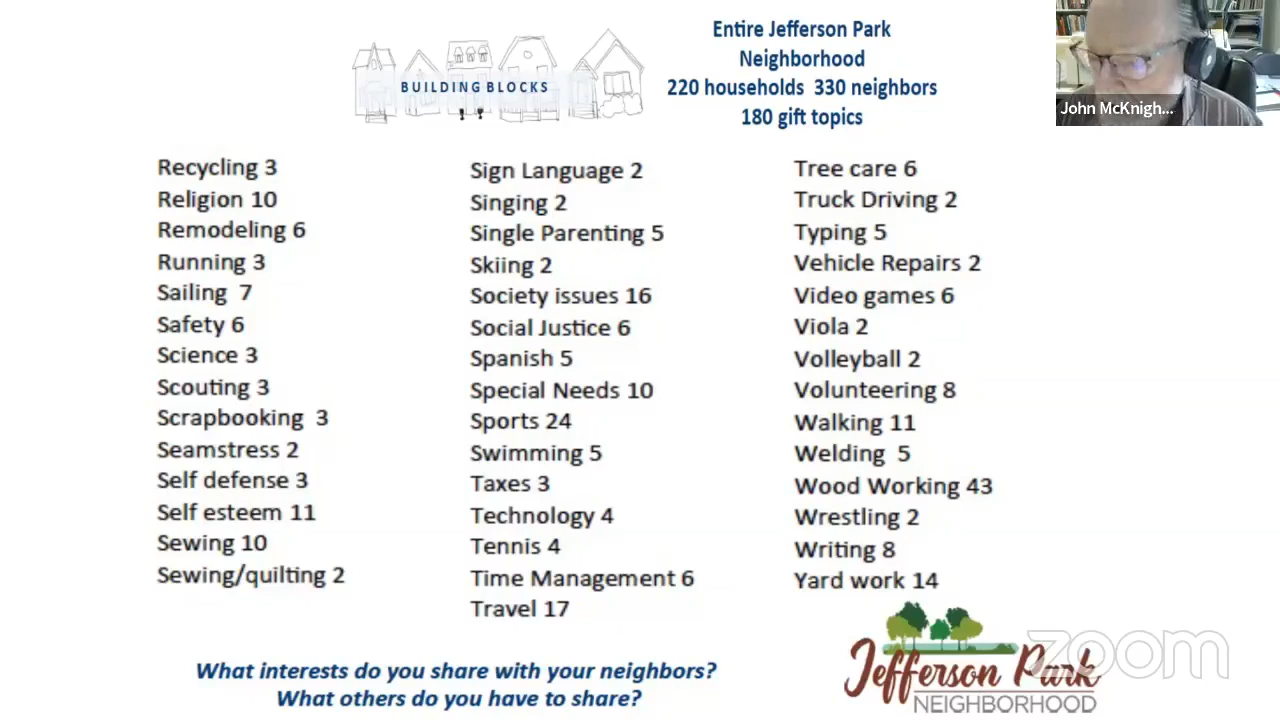 BUILDING BLOCKS
Entire Jefferson Park
Neighborhood
220 households 330 neighbors
180 gift topics
John McKnigh...
Recycling 3
Religion 10
Remodeling 6
Running 3
Sailing 7
Safety 6
Science 3
Scouting 3
Scrapbooking 3
Seamstress 2
Self defense 3
Self esteem 11
Sewing 10
Sewing/quilting 2
Sign Language 2
Singing 2
Single Parenting 5
Skiing 2
Society issues 16
Social Justice 6
Spanish 5
Special Needs 10
Sports 24
Swimming 5
Taxes 3
Technology 4
Tennis 4
Time Management 6
Travel 17
Tree care 6
Truck Driving 2
Typing 5
Vehicle Repairs 2
Video games 6
Viola 2
Volleyball 2
Volunteering 8
Walking 11
Welding 5
Wood Working 43
Wrestling 2
Writing 8
Yard work 14
What interests do you share with your neighbors?
What others do you have to share?
Jefferson Park
NEIGHBORHOOD
zoom